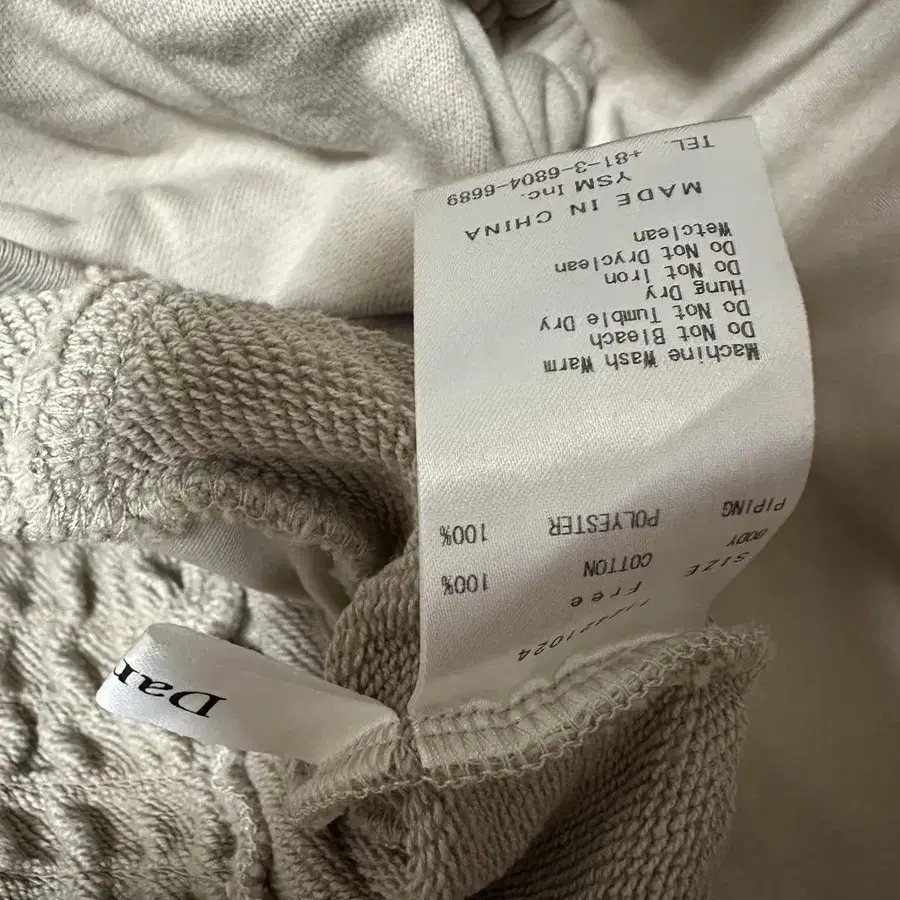 SIZE Free
BODY COTTON 100%
PIPING POLYESTER 100%
Machine Wash Warm
Do Not Bleach
Do Not Tumble Dry
Hung Dry
Do Not Iron
Do Not Dryclean
Wetclean
MADE IN CHINA
YSM Inc.
TEL. +81-3-6804-6689
Dar